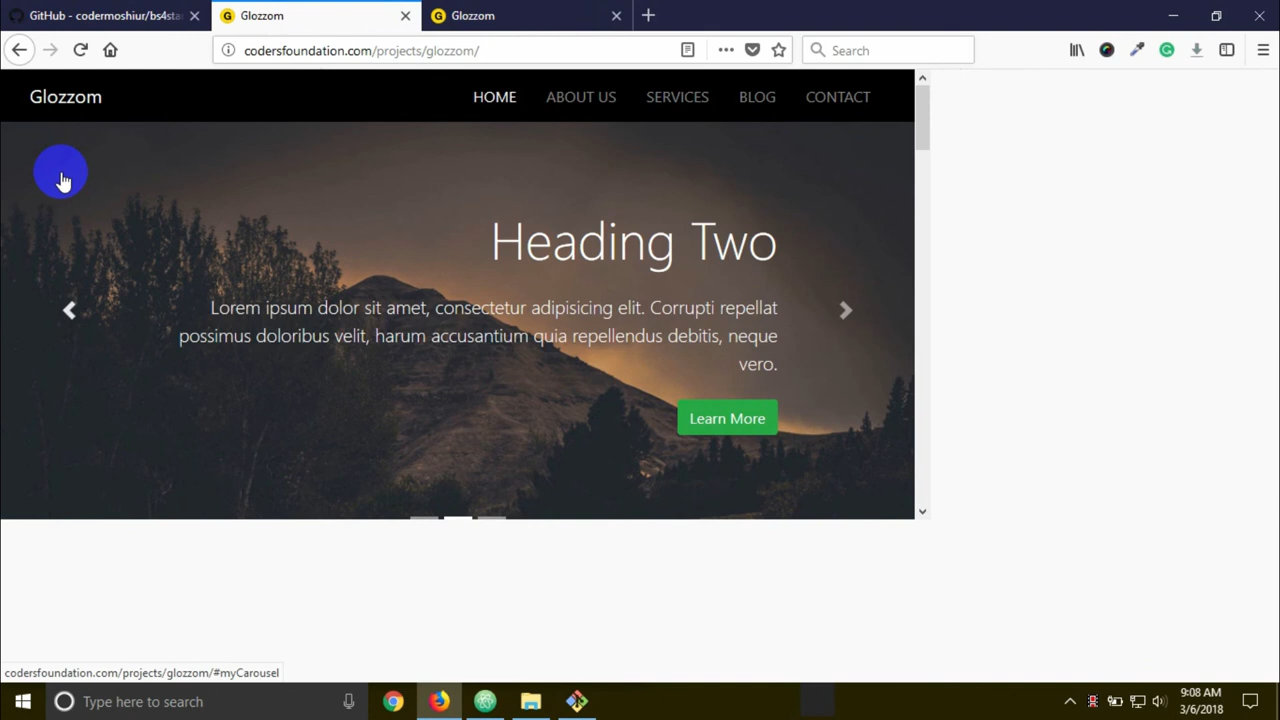 GitHub - codermoshiur/bs4sta
Glozzom
Glozzom
codersfoundation.com/projects/glozzom/
Search
Glozzom
HOME
ABOUT US
SERVICES
BLOG
CONTACT
Heading Two
Lorem ipsum dolor sit amet, consectetur adipisicing elit. Corrupti repellat
possimus doloribus velit, harum accusantium quia repellendus debitis, neque
vero.
Learn More
codersfoundation.com/projects/glozzom/#myCarousel
Type here to search
9:08 AM
3/6/2018